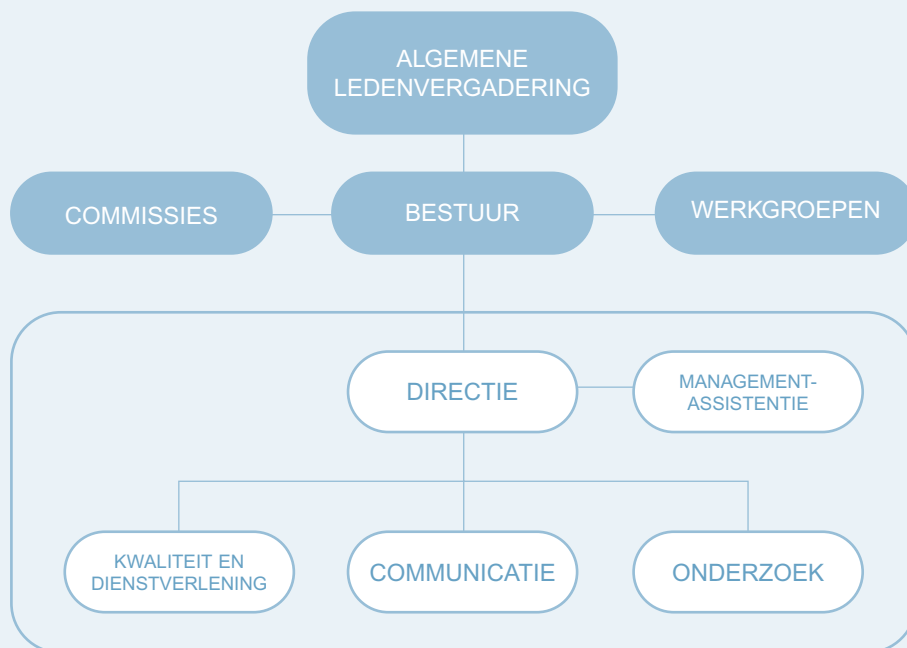 ALGEMENE
LEDENVERGADERING
COMMISSIES
BESTUUR
WERKGROEPEN
DIRECTIE
MANAGEMENT-
ASSISTENTIE
KWALITEIT EN
DIENSTVERLENING
COMMUNICATIE
ONDERZOEK